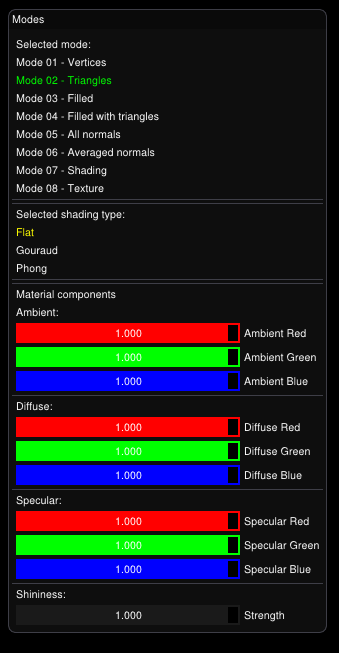 Modes
Selected mode:
Mode 01 - Vertices
Mode 02 - Triangles
Mode 03 - Filled
Mode 04 - Filled with triangles
Mode 05 - All normals
Mode 06 - Averaged normals
Mode 07 - Shading
Mode 08 - Texture
Selected shading type:
Flat
Gouraud
Phong
Material components
Ambient:
1.000 Ambient Red
1.000 Ambient Green
1.000 Ambient Blue
Diffuse:
1.000 Diffuse Red
1.000 Diffuse Green
1.000 Diffuse Blue
Specular:
1.000 Specular Red
1.000 Specular Green
1.000 Specular Blue
Shininess:
1.000 Strength